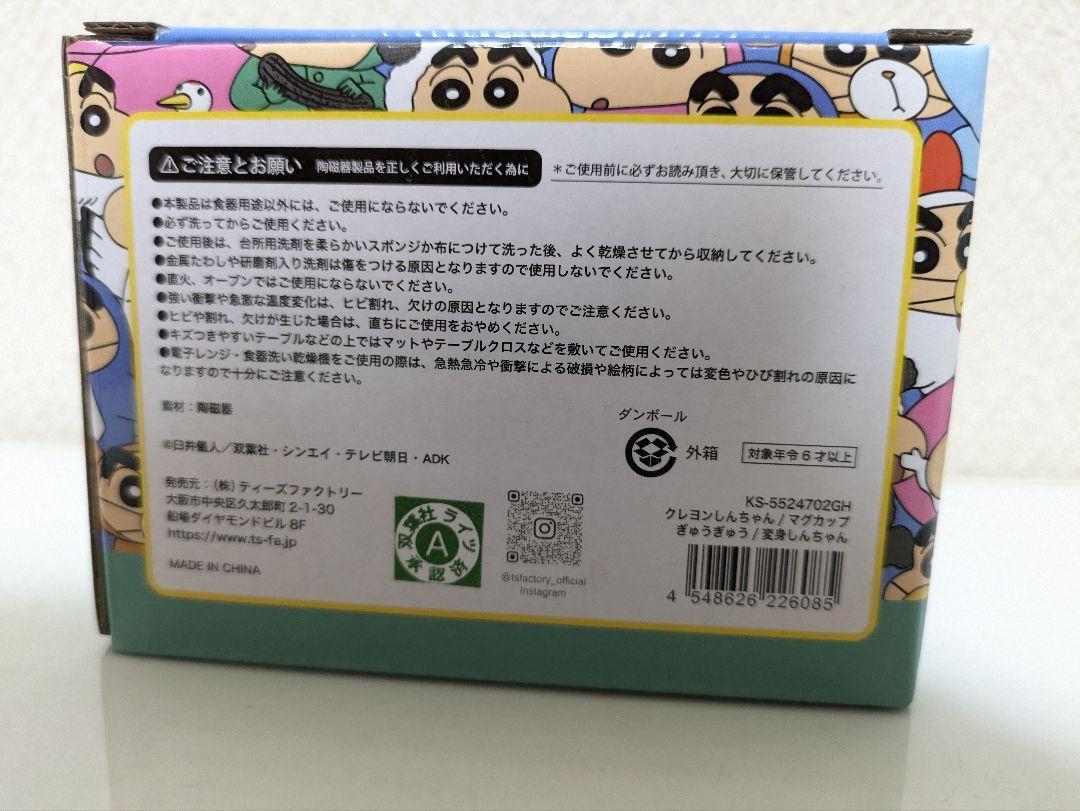 ⚠ご注意とお願い 陶磁器製品を正しくご利用いただく為に
＊ご使用前に必ずお読み頂き、大切に保管してください。
●本製品は食器用途以外には、ご使用にならないでください。
●必ず洗ってからご使用ください。
●ご使用後は、台所用洗剤を柔らかいスポンジか布につけて洗った後、よく乾燥させてから収納してください。
●金属たわしや研磨剤入り洗剤は傷をつける原因となりますので使用しないでください。
●直火、オーブンではご使用にならないでください。
●強い衝撃や急激な温度変化は、ヒビ割れ、欠けの原因となりますのでご注意ください。
●ヒビや割れ、欠けが生じた場合は、直ちにご使用をおやめください。
●キズつきやすいテーブルなどの上ではマットやテーブルクロスなどを敷いてご使用ください。
●電子レンジ・食器洗い乾燥機をご使用の際は、急熱急冷や衝撃による破損や絵柄によっては変色やひび割れの原因に
なりますので十分にご注意ください。
素材：陶磁器
©臼井儀人／双葉社・シンエイ・テレビ朝日・ADK
発売元：（株）ティーズファクトリー
大阪市中央区久太郎町 2-1-30
船場ダイヤモンドビル 8F
https://www.ts-fa.jp
MADE IN CHINA
双葉社ライツ
A
承認済
@tsfactory_official
Instagram
ダンボール
外箱
対象年令6才以上
KS-5524702GH
クレヨンしんちゃん / マグカップ
ぎゅうぎゅう / 変身しんちゃん
4 548626 226085